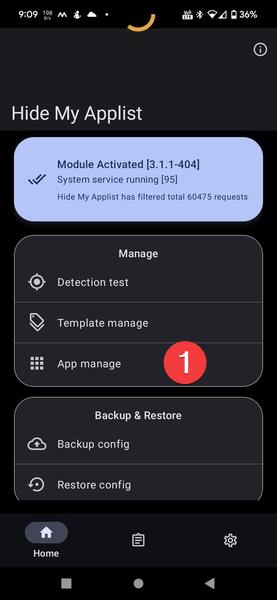 9:09 198 B/s 36%
Hide My Applist
Module Activated [3.1.1-404]
System service running [95]
Hide My Applist has filtered total 60475 requests
Manage
Detection test
Template manage
App manage 1
Backup & Restore
Backup config
Restore config
Home